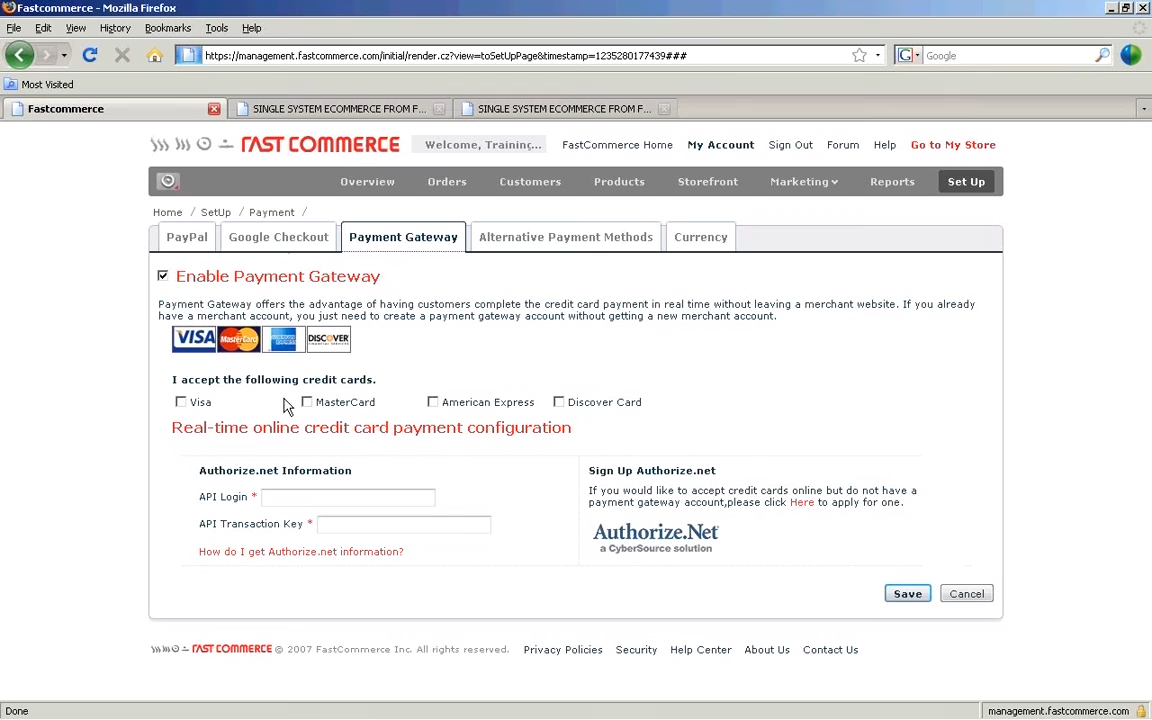 Fastcommerce - Mozilla Firefox
File Edit View History Bookmarks Tools Help
https://management.fastcommerce.com/initial/render.cz?view=toSetUpPage&timestamp=1235280177439###
Google
Most Visited
Fastcommerce SINGLE SYSTEM ECOMMERCE FROM F... SINGLE SYSTEM ECOMMERCE FROM F...
FAST COMMERCE Welcome, Training,... FastCommerce Home My Account Sign Out Forum Help Go to My Store
Overview Orders Customers Products Storefront Marketing Reports Set Up
Home / SetUp / Payment /
PayPal Google Checkout Payment Gateway Alternative Payment Methods Currency
Enable Payment Gateway
Payment Gateway offers the advantage of having customers complete the credit card payment in real time without leaving a merchant website. If you already
have a merchant account, you just need to create a payment gateway account without getting a new merchant account.
VISA MasterCard AMERICAN EXPRESS DISCOVER
I accept the following credit cards.
Visa MasterCard American Express Discover Card
Real-time online credit card payment configuration
Authorize.net Information
API Login *
API Transaction Key *
How do I get Authorize.net information?
Sign Up Authorize.net
If you would like to accept credit cards online but do not have a
payment gateway account,please click Here to apply for one.
Authorize.Net
a CyberSource solution
Save Cancel
FAST COMMERCE © 2007 FastCommerce Inc. All rights reserved. Privacy Policies Security Help Center About Us Contact Us
Done management.fastcommerce.com